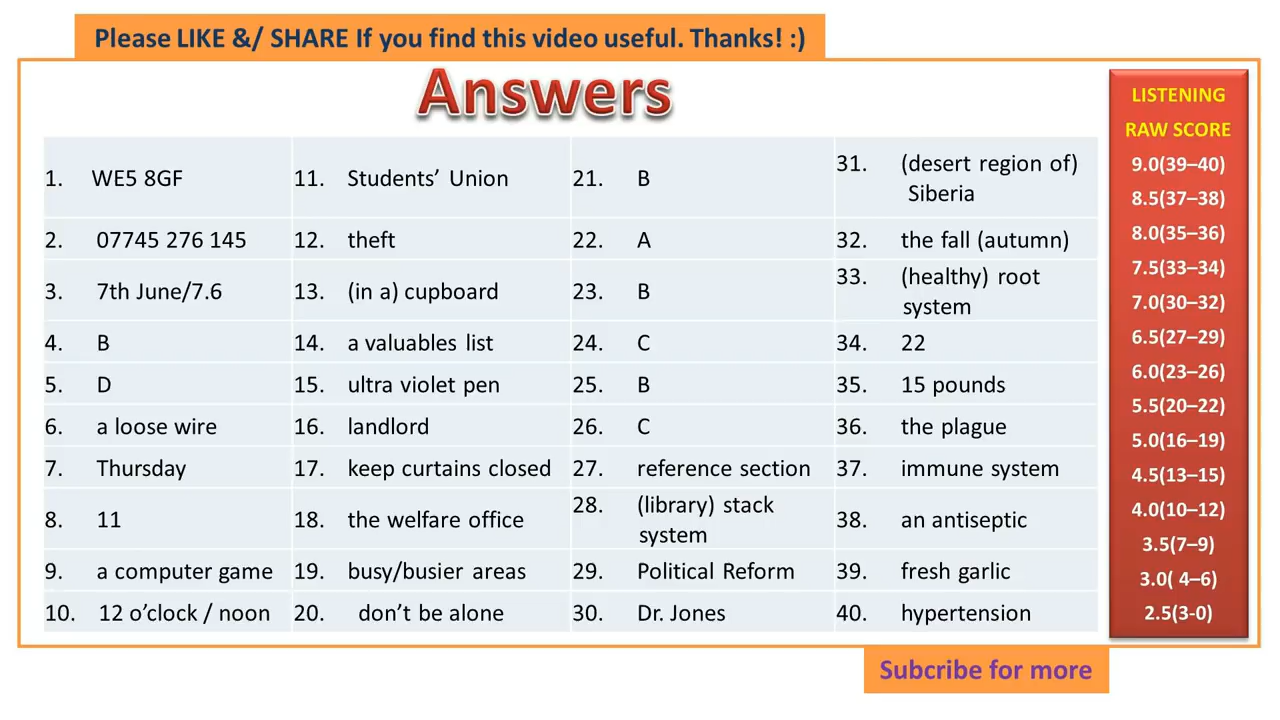 Please LIKE &/ SHARE If you find this video useful. Thanks! :)
Answers
1. WE5 8GF
2. 07745 276 145
3. 7th June/7.6
4. B
5. D
6. a loose wire
7. Thursday
8. 11
9. a computer game
10. 12 o’clock / noon
11. Students’ Union
12. theft
13. (in a) cupboard
14. a valuables list
15. ultra violet pen
16. landlord
17. keep curtains closed
18. the welfare office
19. busy/busier areas
20. don’t be alone
21. B
22. A
23. B
24. C
25. B
26. C
27. reference section
28. (library) stack
system
29. Political Reform
30. Dr. Jones
31. (desert region of)
Siberia
32. the fall (autumn)
33. (healthy) root
system
34. 22
35. 15 pounds
36. the plague
37. immune system
38. an antiseptic
39. fresh garlic
40. hypertension
LISTENING
RAW SCORE
9.0(39–40)
8.5(37–38)
8.0(35–36)
7.5(33–34)
7.0(30–32)
6.5(27–29)
6.0(23–26)
5.5(20–22)
5.0(16–19)
4.5(13–15)
4.0(10–12)
3.5(7–9)
3.0( 4–6)
2.5(3-0)
Subcribe for more